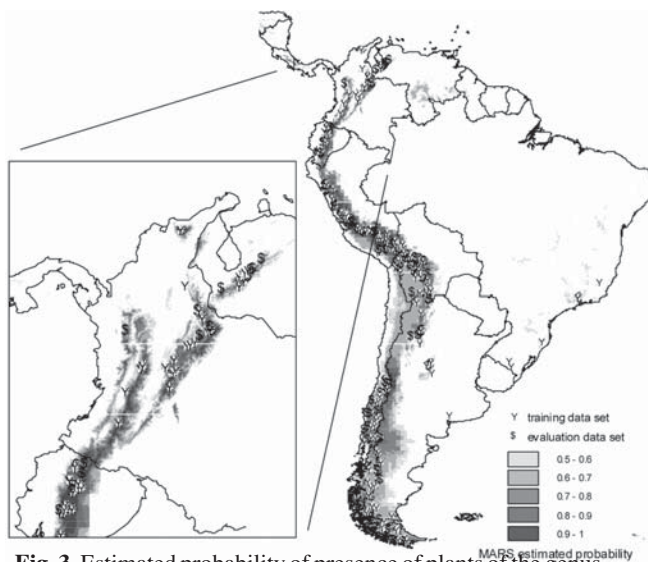 Y training data set
$ evaluation data set
0.5 - 0.6
0.6 - 0.7
0.7 - 0.8
0.8 - 0.9
0.9 - 1
MARS estimated probability
Fig. 3 Estimated probability of presence of plants of the genus